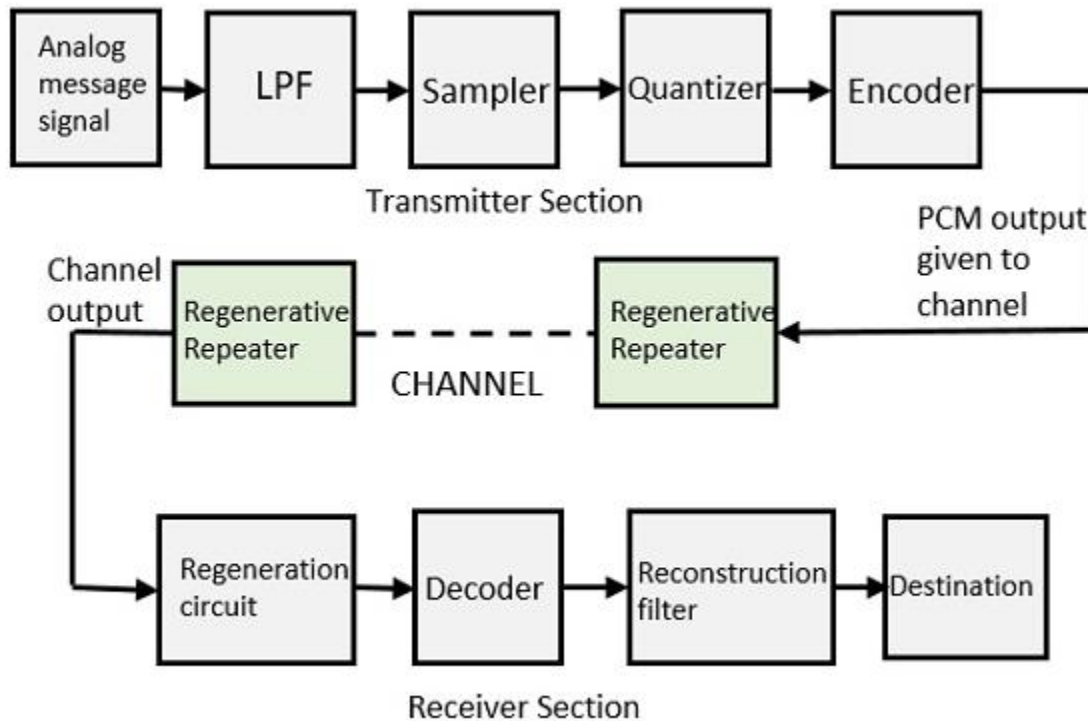 Analog
message
signal
LPF
Sampler
Quantizer
Encoder
Transmitter Section
PCM output
given to
channel
Channel
output
Regenerative
Repeater
CHANNEL
Regenerative
Repeater
Regeneration
circuit
Decoder
Reconstruction
filter
Destination
Receiver Section